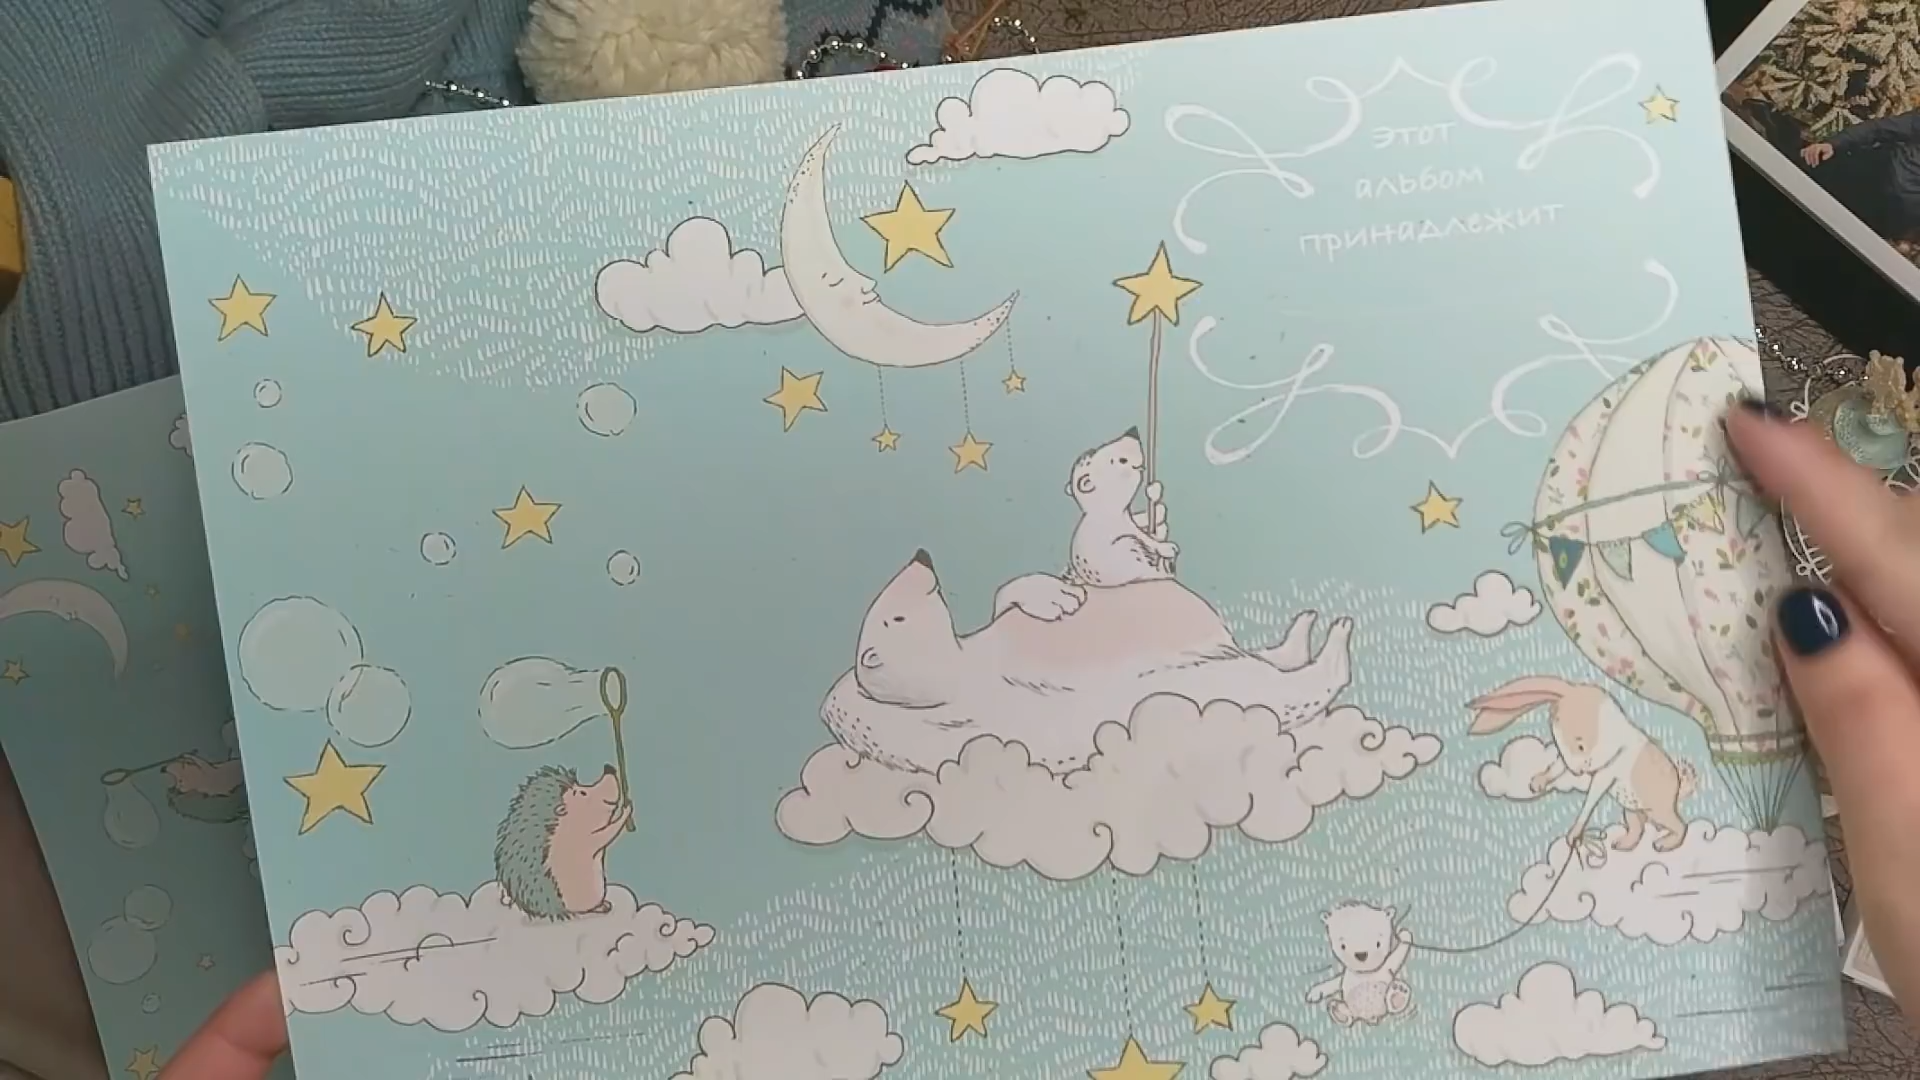 этот
альбом
принадлежит